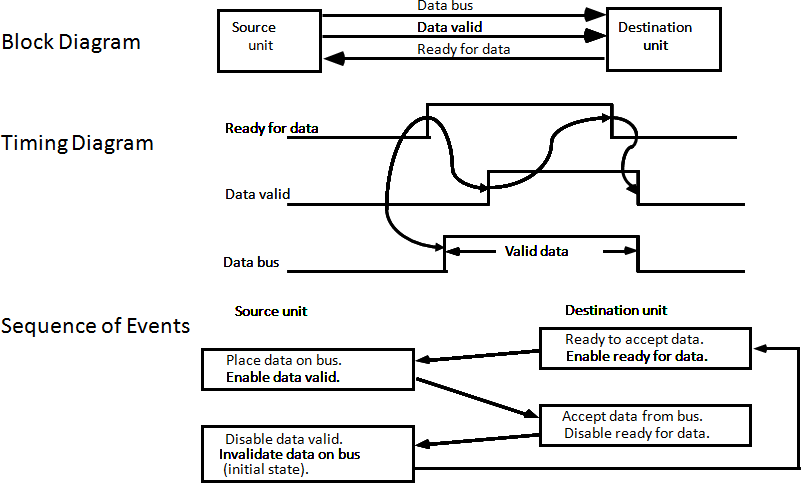 Block Diagram
Source
unit
Data bus
Data valid
Ready for data
Destination
unit
Timing Diagram
Ready for data
Data valid
Data bus
Valid data
Sequence of Events
Source unit
Destination unit
Ready to accept data.
Enable ready for data.
Place data on bus.
Enable data valid.
Accept data from bus.
Disable ready for data.
Disable data valid.
Invalidate data on bus
(initial state).